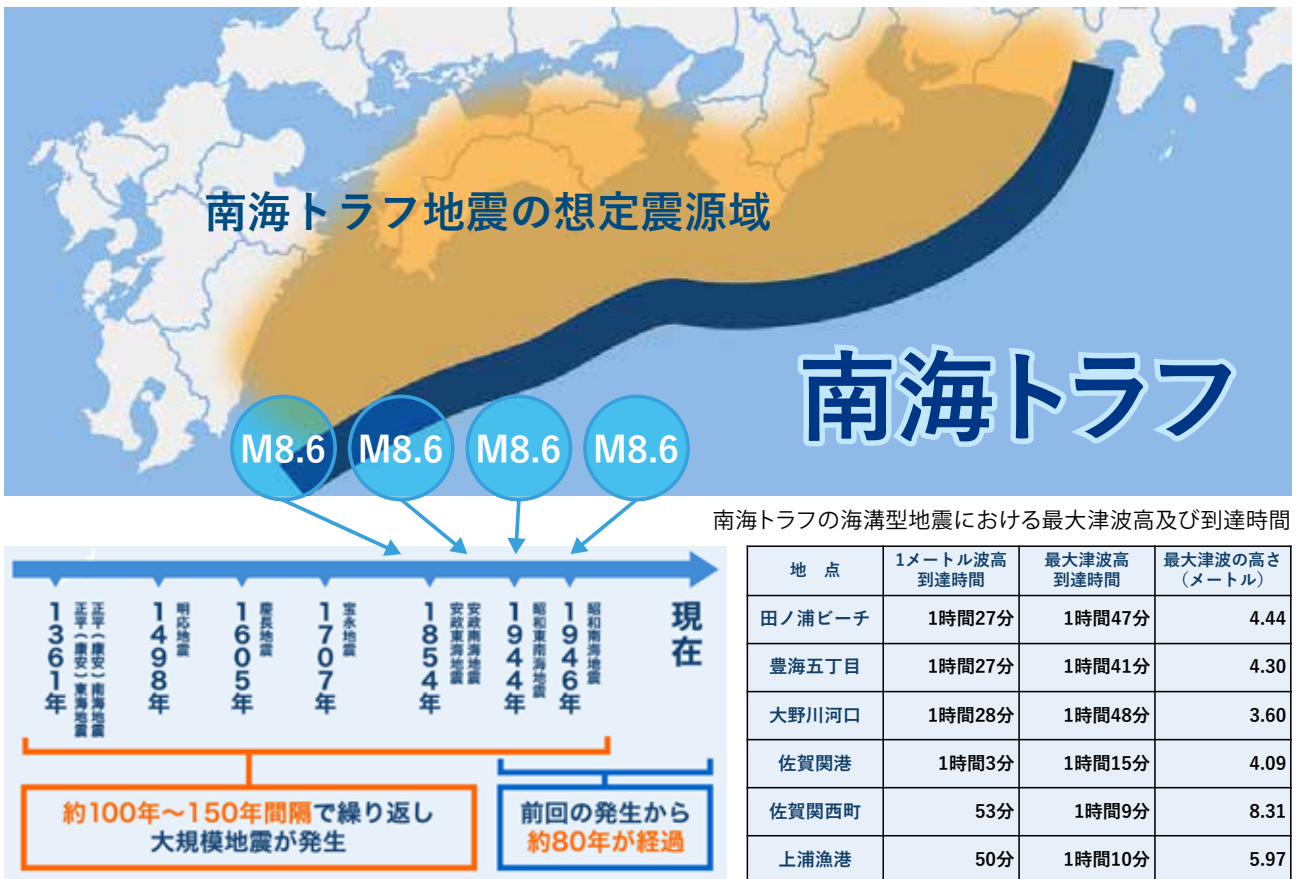 南海トラフ地震の想定震源域
南海トラフ
M8.6
M8.6
M8.6
M8.6
1361年
正平(康安)東海地震
正平(康安)南海地震
1498年
明応地震
1605年
慶長地震
1707年
宝永地震
1854年
安政東海地震
安政南海地震
1944年
昭和東南海地震
1946年
昭和南海地震
現在
約100年〜150年間隔で繰り返し
大規模地震が発生
前回の発生から
約80年が経過
南海トラフの海溝型地震における最大津波高及び到達時間
地 点 1メートル波高到達時間 最大津波高到達時間 最大津波の高さ(メートル)
田ノ浦ビーチ 1時間27分 1時間47分 4.44
豊海五丁目 1時間27分 1時間41分 4.30
大野川河口 1時間28分 1時間48分 3.60
佐賀関港 1時間3分 1時間15分 4.09
佐賀関西町 53分 1時間9分 8.31
上浦漁港 50分 1時間10分 5.97